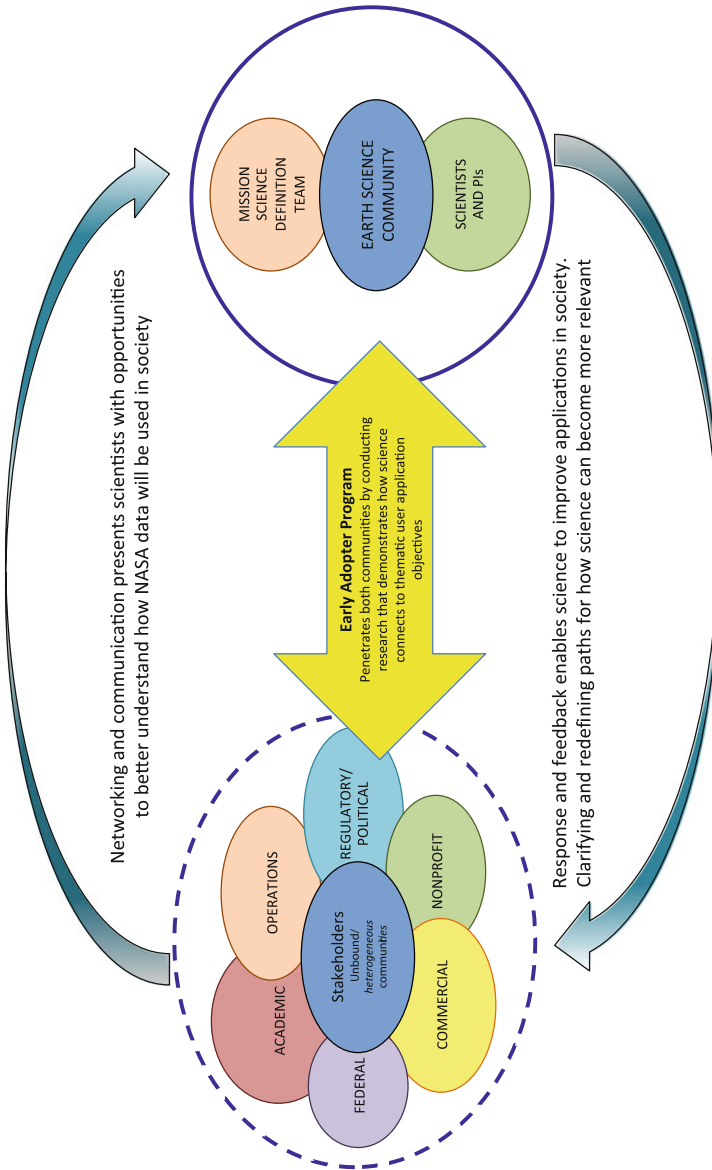 Networking and communication presents scientists with opportunities
to better understand how NASA data will be used in society
ACADEMIC
OPERATIONS
FEDERAL
Stakeholders
Unbound/
heterogeneous
communities
REGULATORY/
POLITICAL
COMMERCIAL
NONPROFIT
Early Adopter Program
Penetrates both communities by conducting
research that demonstrates how science
connects to thematic user application
objectives
MISSION
SCIENCE
DEFINITION
TEAM
EARTH SCIENCE
COMMUNITY
SCIENTISTS
AND PIs
Response and feedback enables science to improve applications in society.
Clarifying and redefining paths for how science can become more relevant